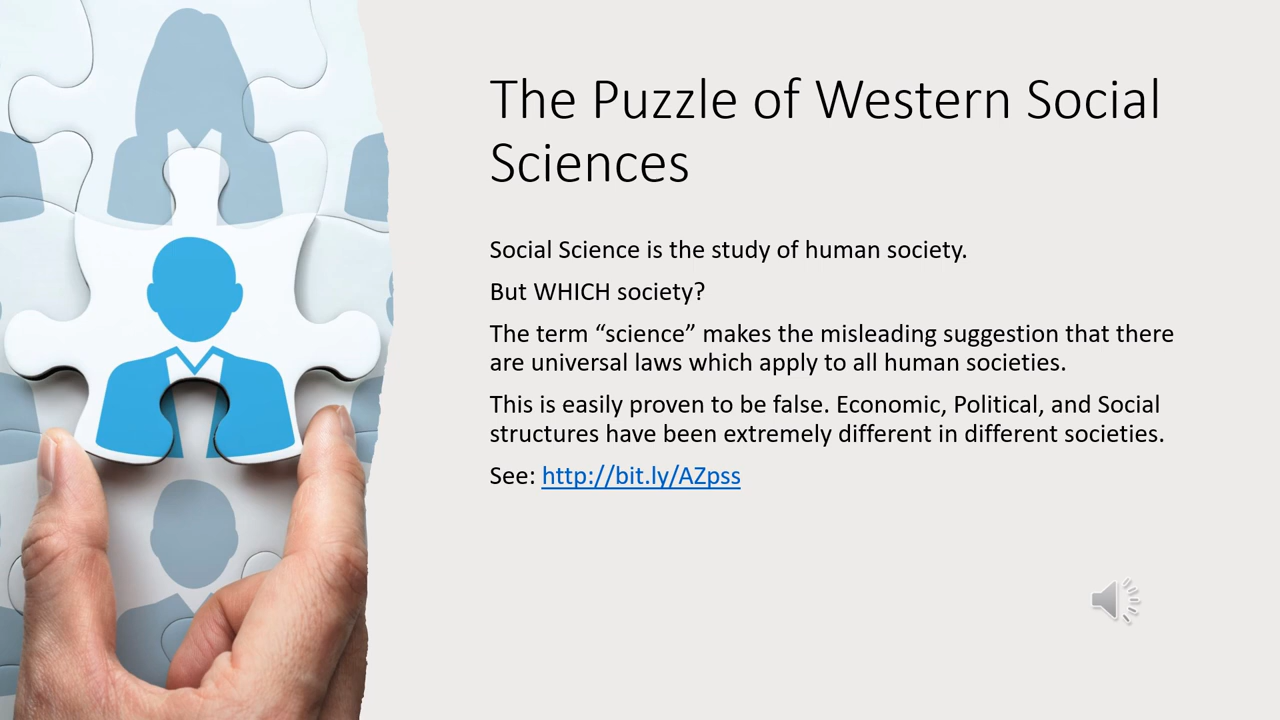 The Puzzle of Western Social
Sciences
Social Science is the study of human society.
But WHICH society?
The term “science” makes the misleading suggestion that there
are universal laws which apply to all human societies.
This is easily proven to be false. Economic, Political, and Social
structures have been extremely different in different societies.
See: http://bit.ly/AZpss